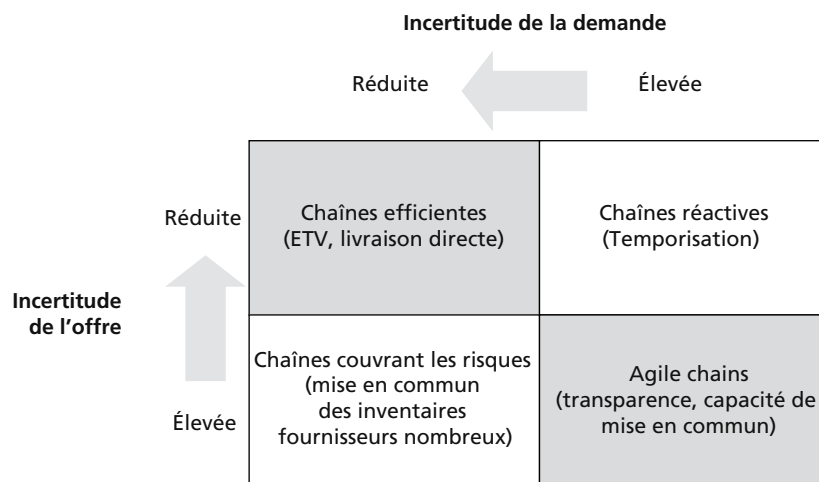 Incertitude de la demande
Réduite
Élevée
Réduite
Chaînes efficientes
(ETV, livraison directe)
Chaînes réactives
(Temporisation)
Incertitude
de l'offre
Élevée
Chaînes couvrant les risques
(mise en commun
des inventaires
fournisseurs nombreux)
Agile chains
(transparence, capacité de
mise en commun)